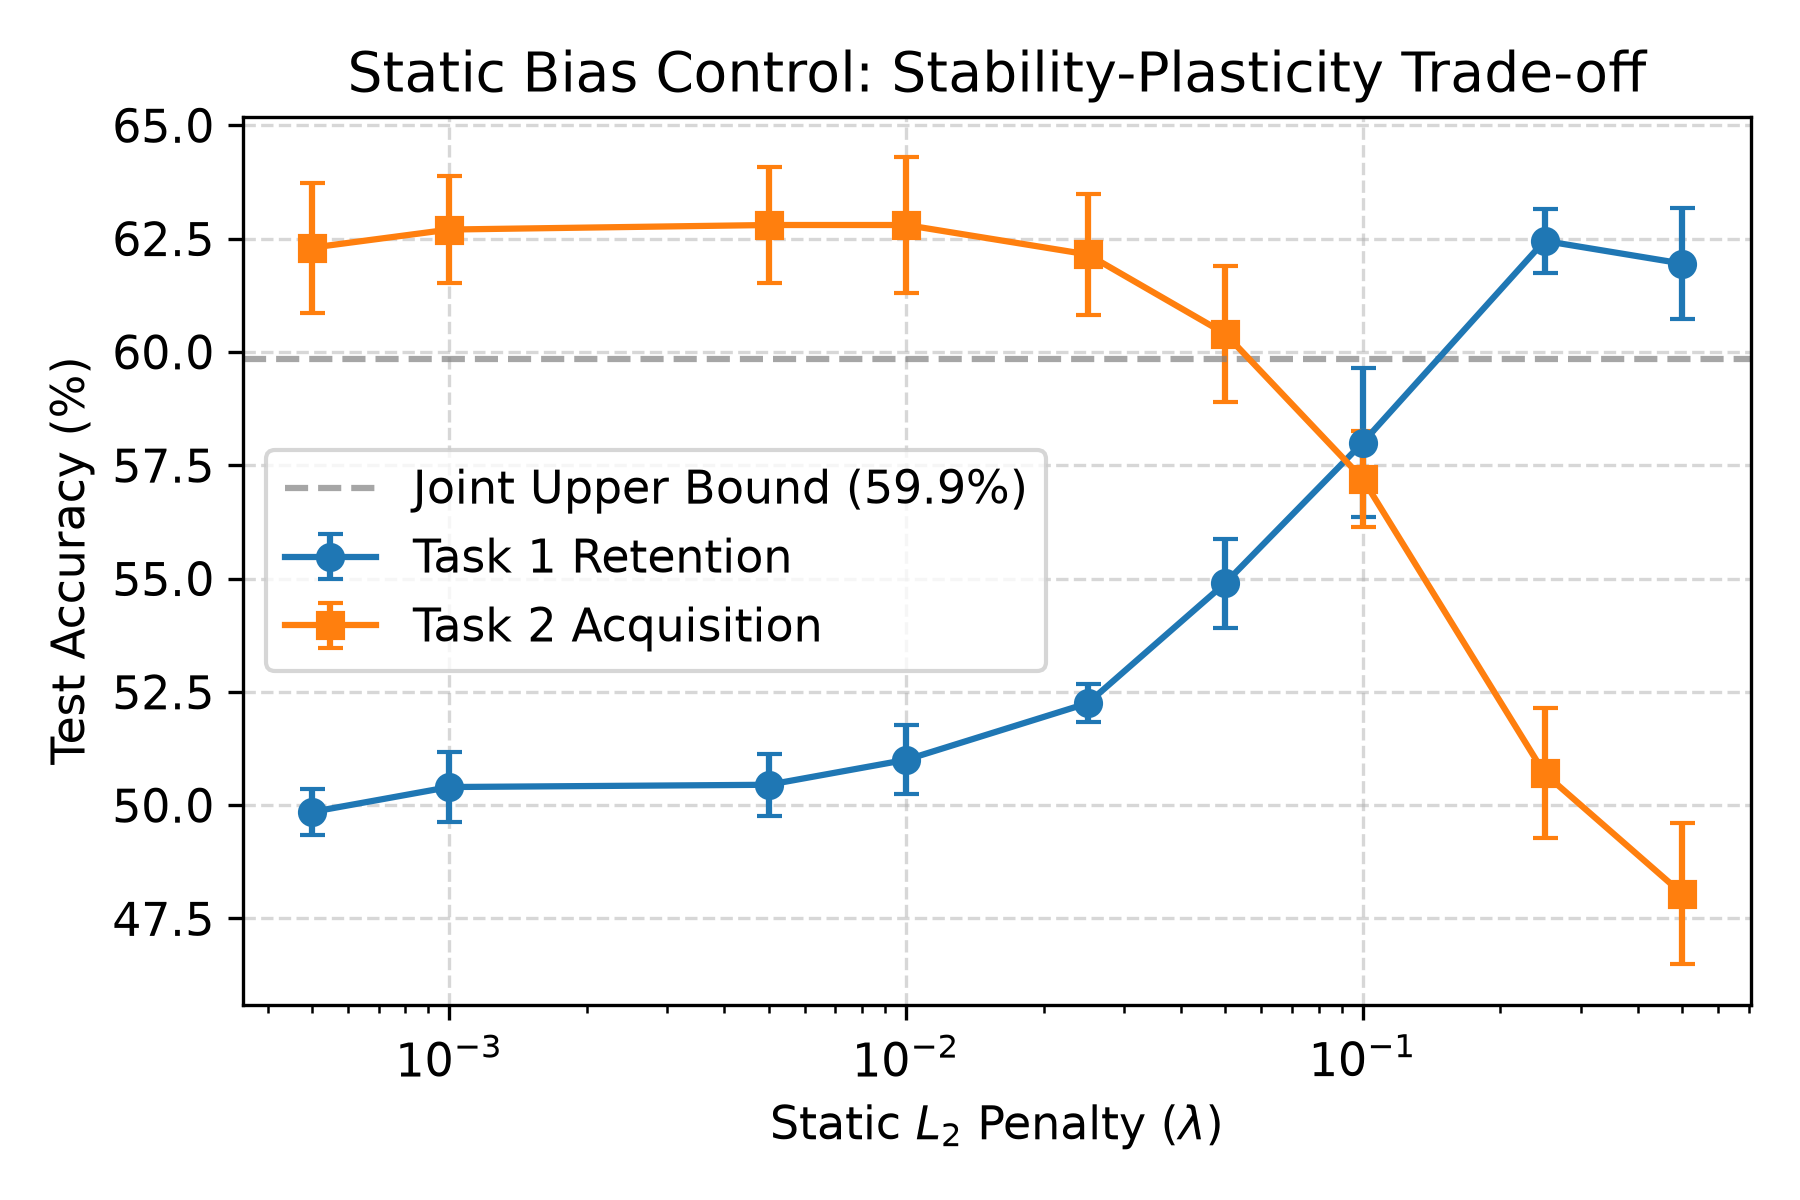 Static Bias Control: Stability-Plasticity Trade-off
Test Accuracy (%)
65.0
62.5
60.0
57.5
55.0
52.5
50.0
47.5
Joint Upper Bound (59.9%)
Task 1 Retention
Task 2 Acquisition
10⁻³ 10⁻² 10⁻¹
Static L₂ Penalty (λ)